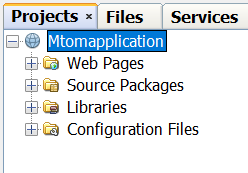 Projects × Files Services
Mtomapplication
Web Pages
Source Packages
Libraries
Configuration Files